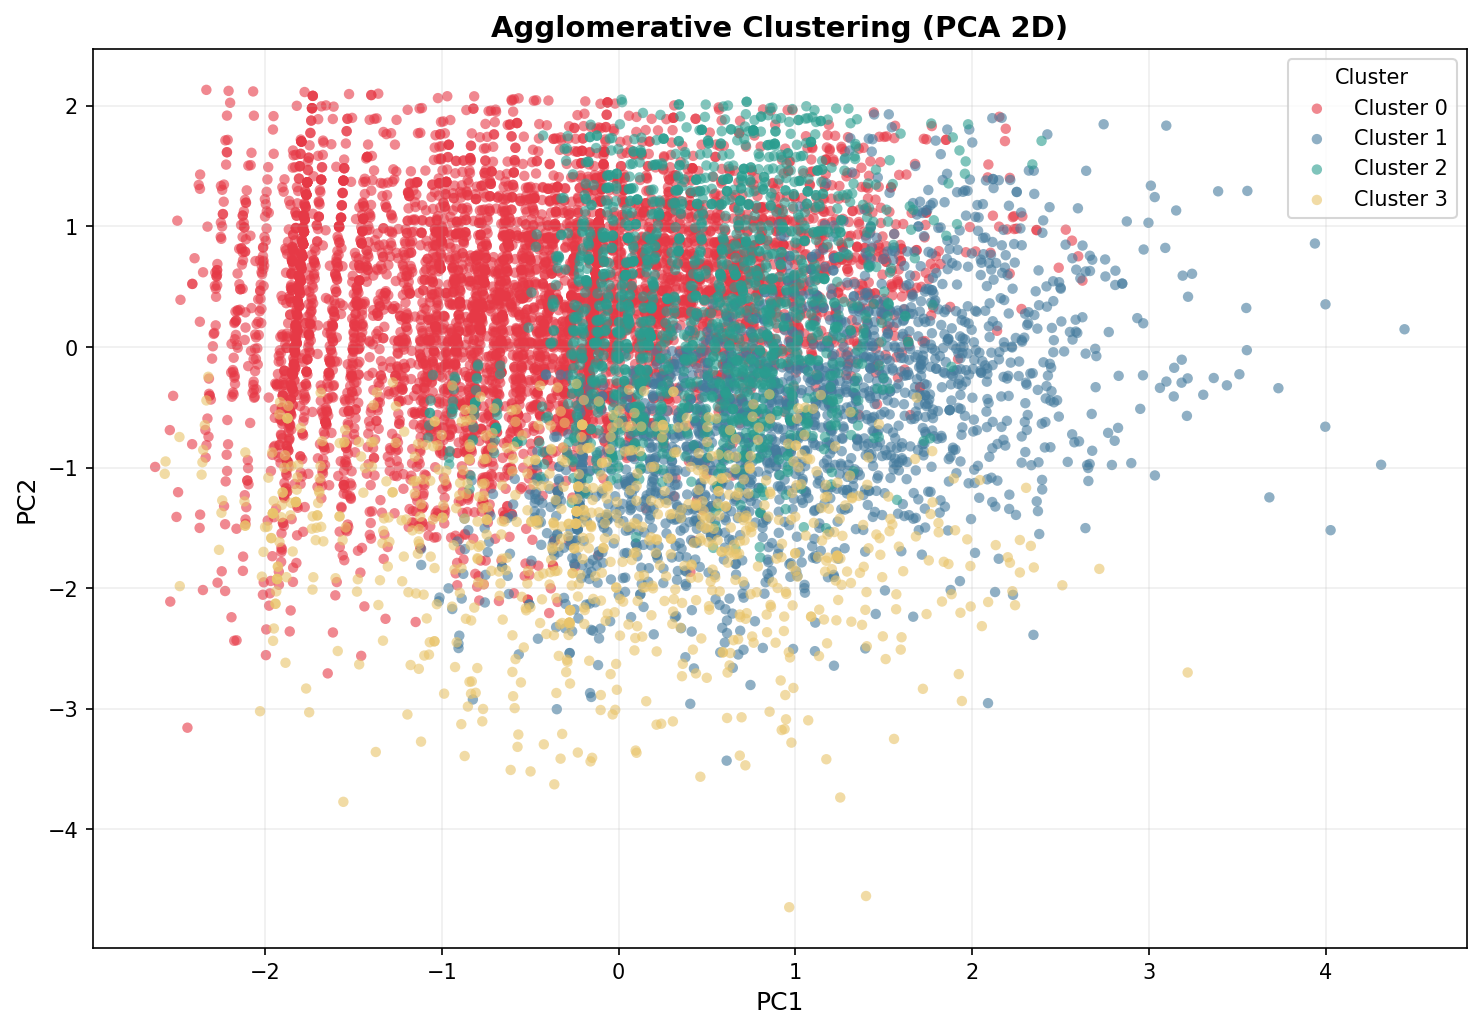 Agglomerative Clustering (PCA 2D)
Cluster
Cluster 0
Cluster 1
Cluster 2
Cluster 3
PC2
2
1
0
−1
−2
−3
−4
−2
−1
0
1
2
3
4
PC1